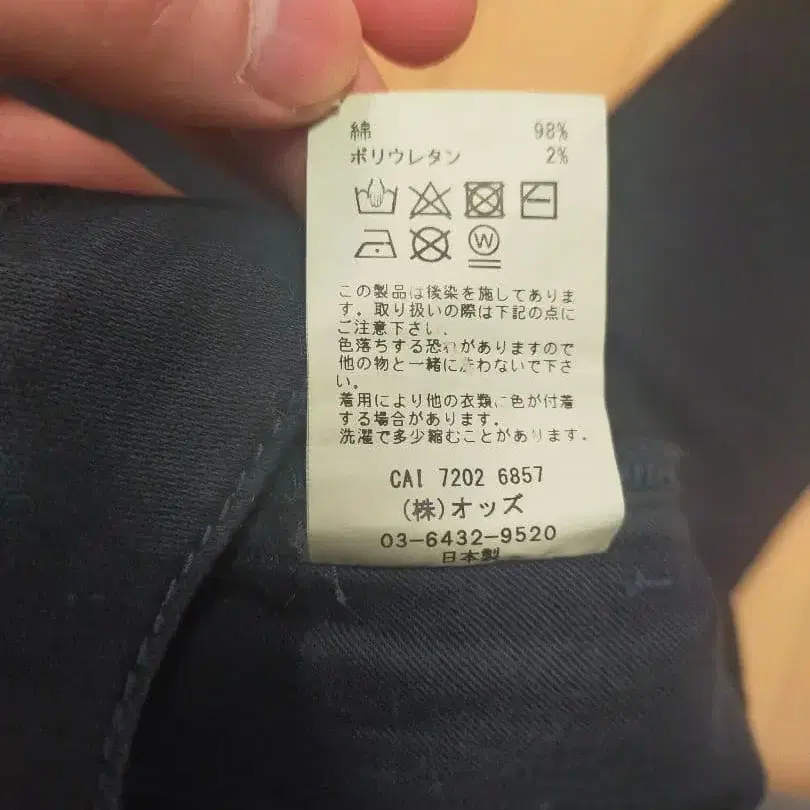 綿 98%
ポリウレタン 2%
W
この製品は後染を施してありま
す．取り扱いの際は下記の点に
ご注意下さい．
色落ちする恐れがありますので
他の物と一緒に洗わないで下さ
い。
着用により他の衣類に色が付着
する場合があります．
洗濯で多少縮むことがあります．
CAI 7202 6857
(株)オッズ
03-6432-9520
日本製